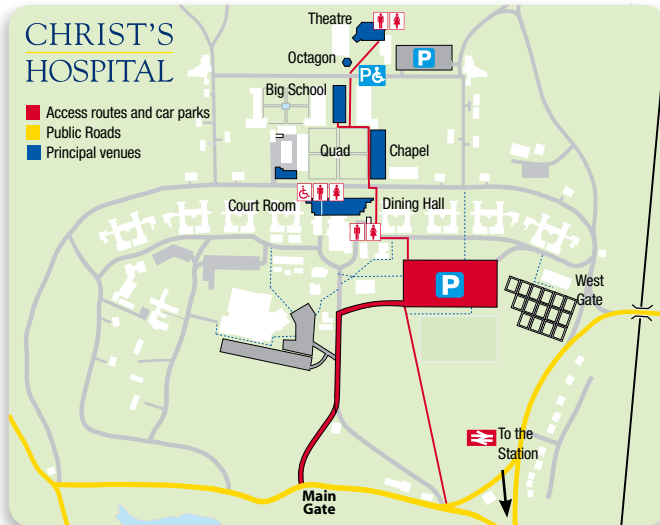 CHRIST'S
HOSPITAL
Access routes and car parks
Public Roads
Principal venues
Theatre
Octagon
P
P
Big School
Quad
Chapel
Court Room
Dining Hall
P
West
Gate
To the
Station
Main
Gate